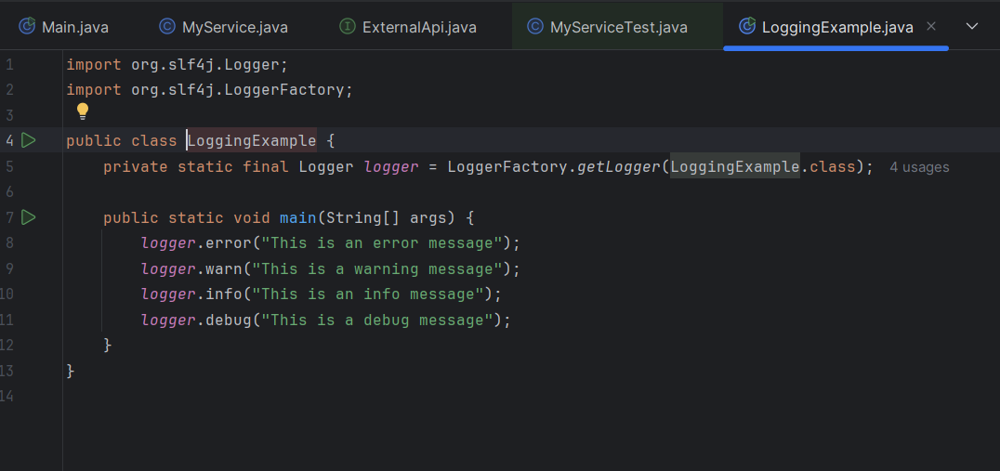 Main.java MyService.java ExternalApi.java MyServiceTest.java LoggingExample.java
1 import org.slf4j.Logger;
2 import org.slf4j.LoggerFactory;
3
4 public class LoggingExample {
5 private static final Logger logger = LoggerFactory.getLogger(LoggingExample.class); 4 usages
6
7 public static void main(String[] args) {
8 logger.error("This is an error message");
9 logger.warn("This is a warning message");
10 logger.info("This is an info message");
11 logger.debug("This is a debug message");
12 }
13 }
14